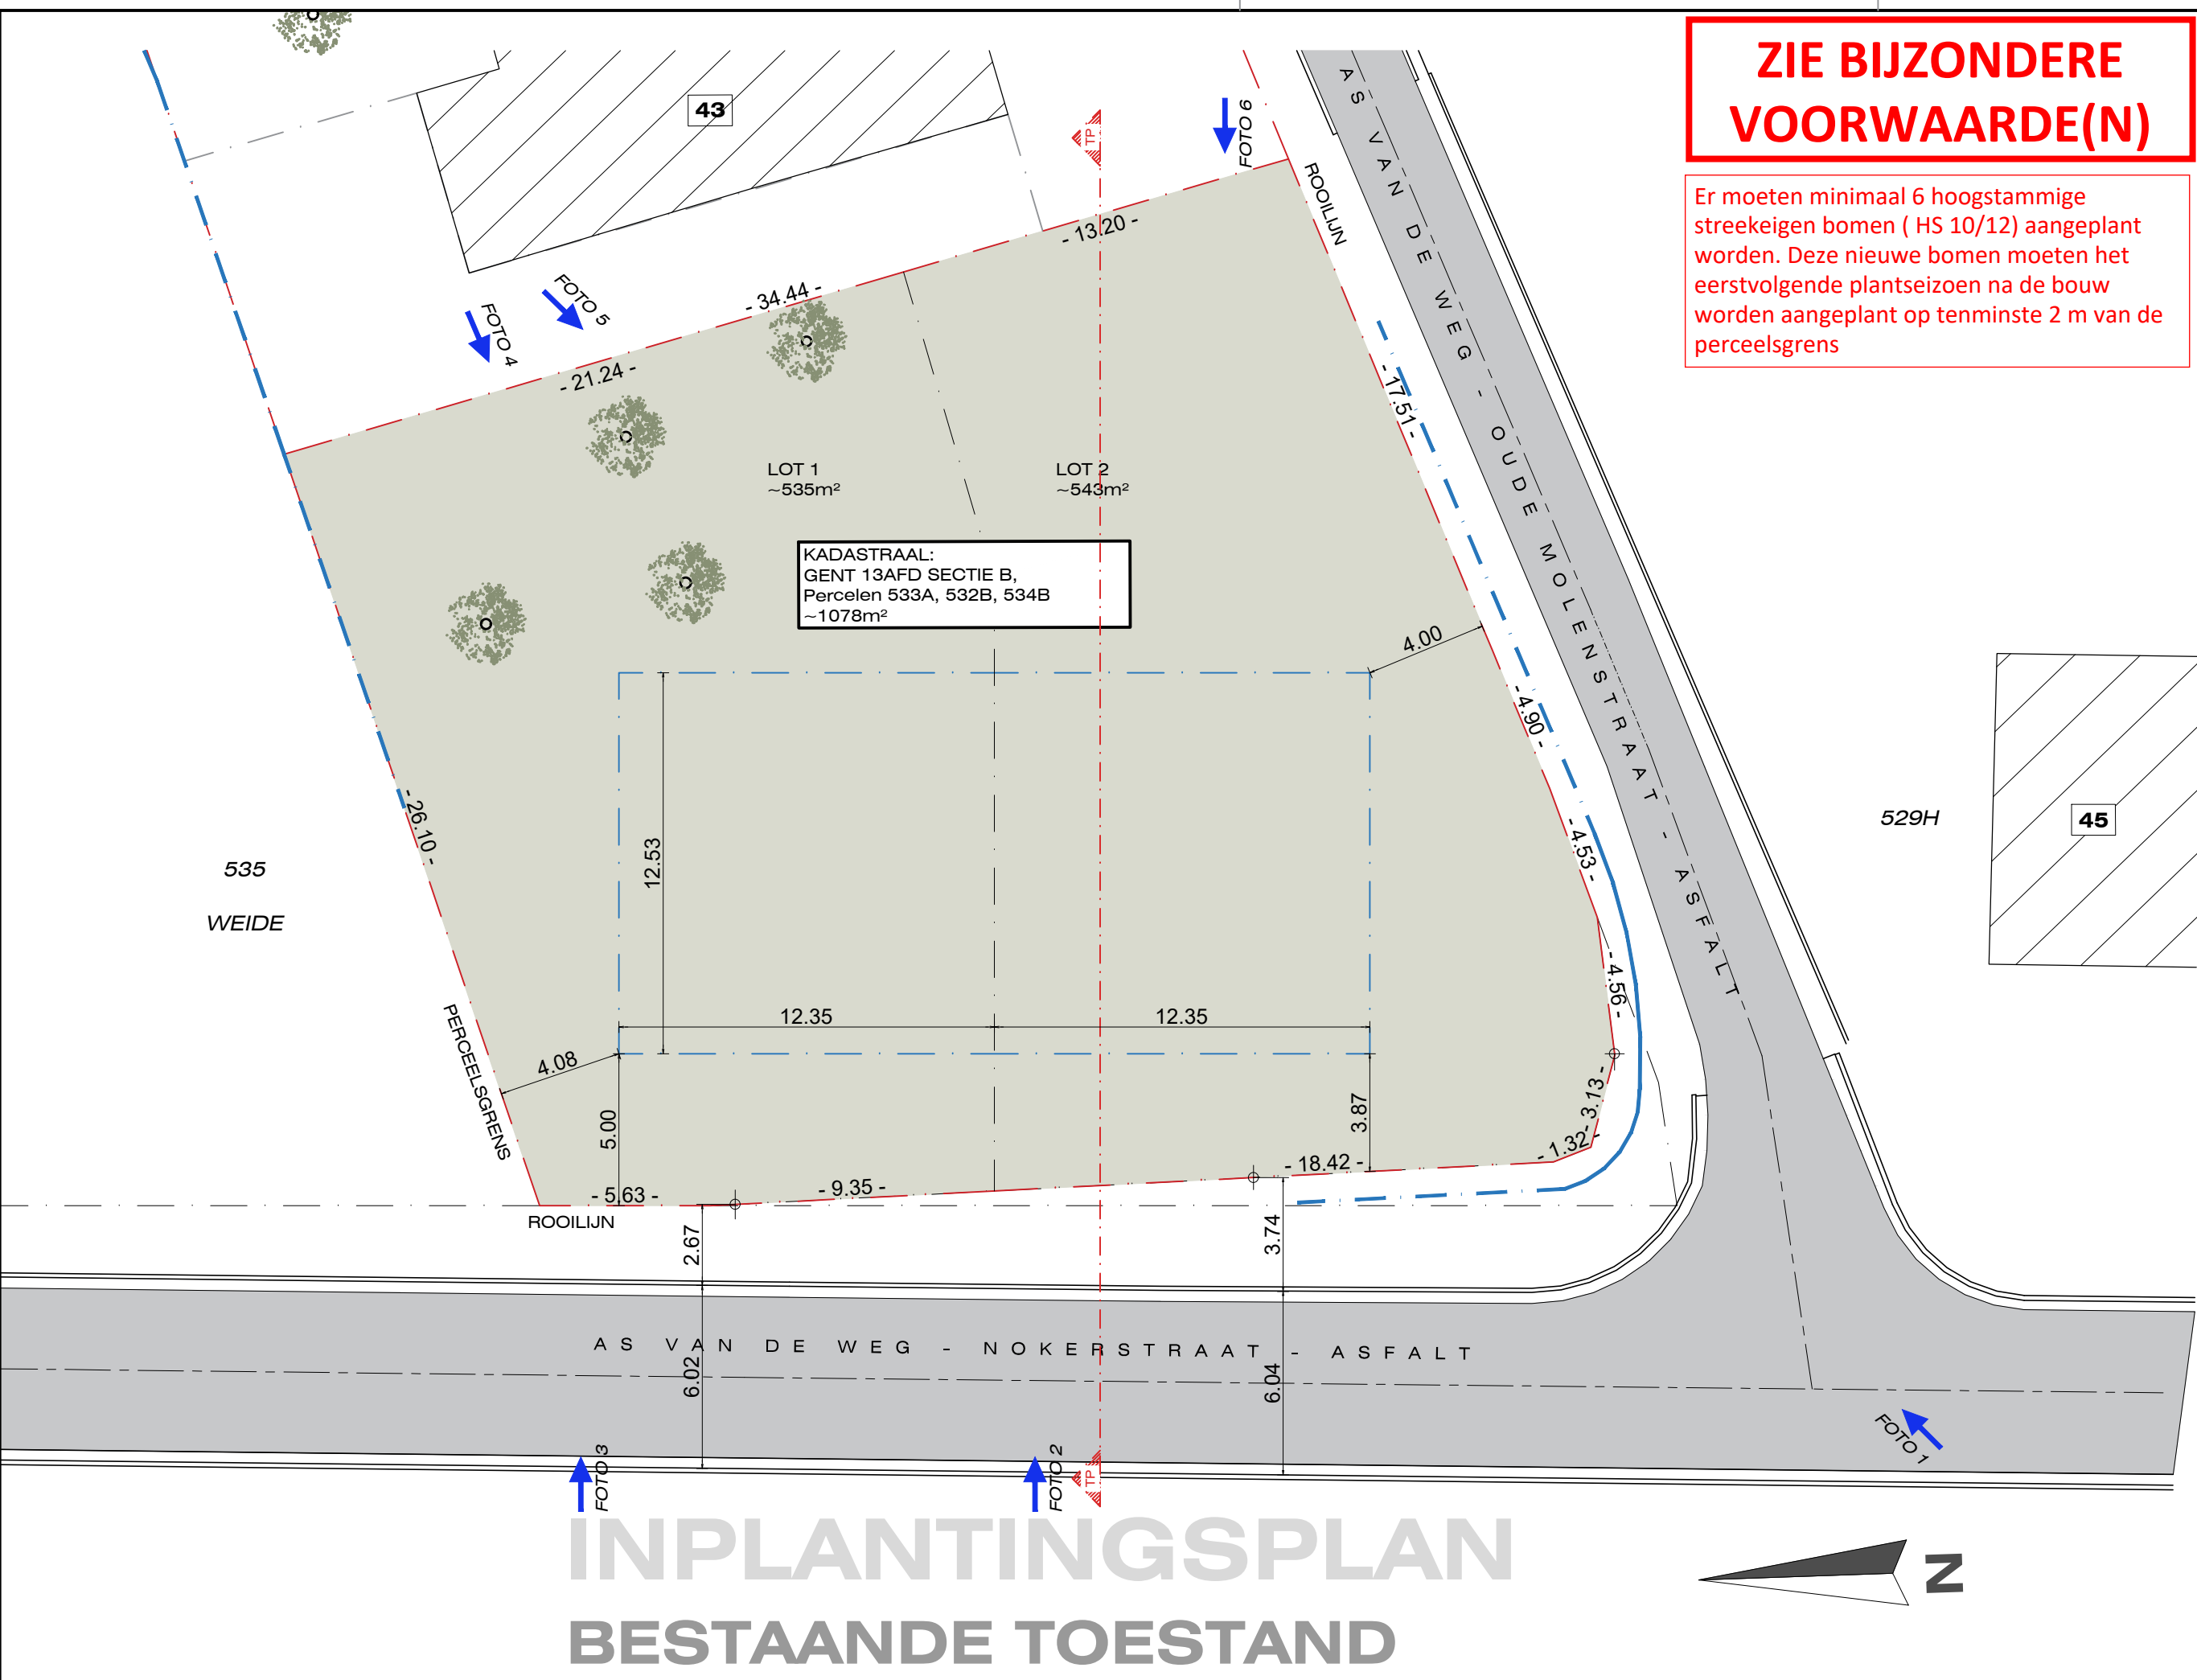 ZIE BIJZONDERE
VOORWAARDE(N)
Er moeten minimaal 6 hoogstammige
streekeigen bomen ( HS 10/12) aangeplant
worden. Deze nieuwe bomen moeten het
eerstvolgende plantseizoen na de bouw
worden aangeplant op tenminste 2 m van de
perceelsgrens
43
TP
FOTO 6
ROOILIJN
AS VAN DE WEG - OUDE MOLENSTRAAT - ASFALT
- 13.20 -
- 34.44 -
FOTO 5
FOTO 4
- 21.24 -
- 17.51 -
LOT 1
~535m²
LOT 2
~543m²
KADASTRAAL:
GENT 13AFD SECTIE B,
Percelen 533A, 532B, 534B
~1078m²
4.00
- 4.90 -
- 26.10 -
12.53
- 4.53 -
529H
45
535
WEIDE
- 4.56 -
12.35
12.35
PERCEELSGRENS
4.08
5.00
3.87
- 3.13 -
- 1.32 -
- 18.42 -
- 5.63 -
- 9.35 -
ROOILIJN
2.67
3.74
AS VAN DE WEG - NOKERSTRAAT - ASFALT
6.02
6.04
FOTO 1
FOTO 3
FOTO 2
TP
INPLANTINGSPLAN
BESTAANDE TOESTAND
N